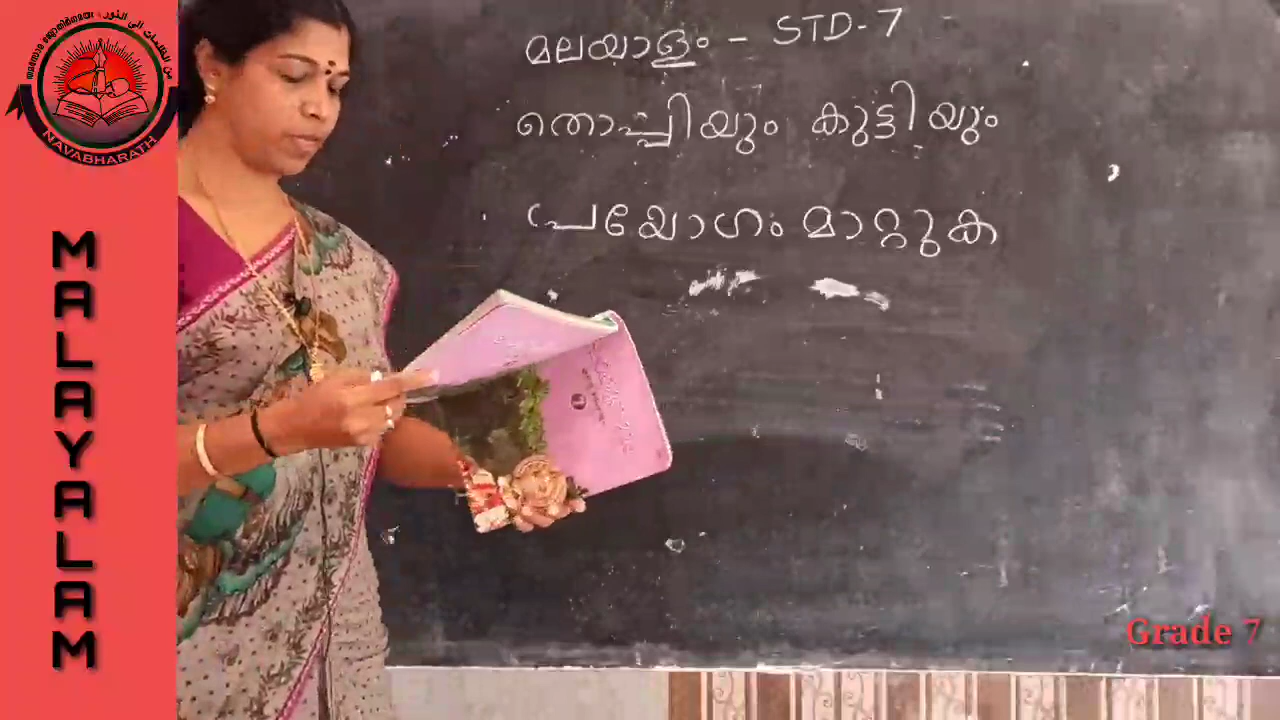 മലയാളം - STD-7
തൊപ്പിയും കുട്ടിയും
പ്രയോഗം മാറ്റുക
NAVABHARATH
MALAYALAM
Grade 7